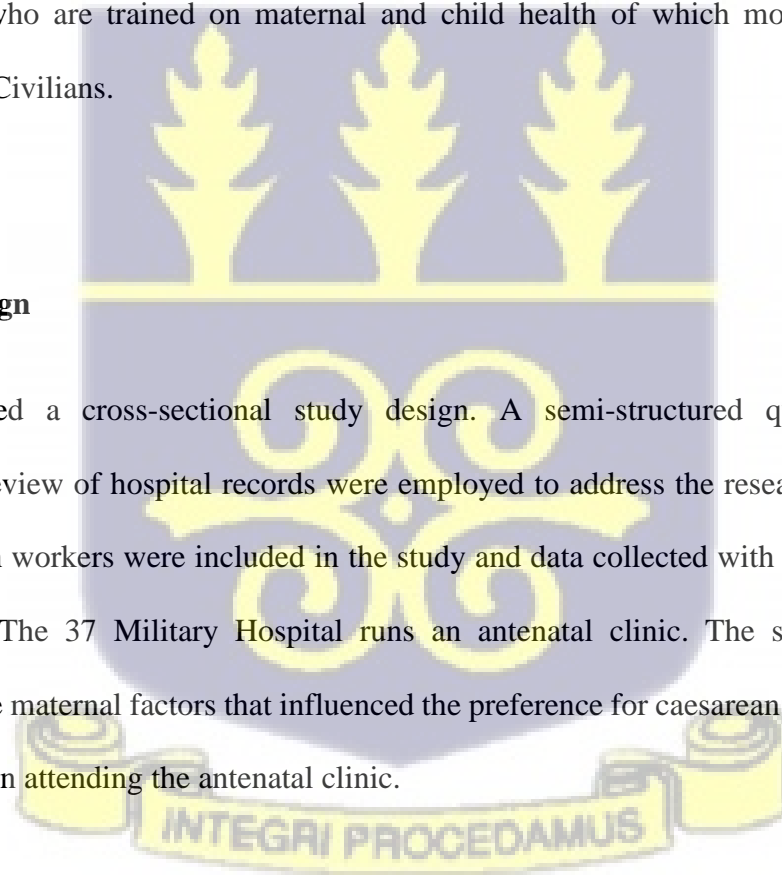 who are trained on maternal and child health of which mo
Civilians.
gn
ed a cross-sectional study design. A semi-structured q
eview of hospital records were employed to address the resea
n workers were included in the study and data collected with
The 37 Military Hospital runs an antenatal clinic. The s
e maternal factors that influenced the preference for caesarean
n attending the antenatal clinic.
INTEGRI PROCEDAMUS